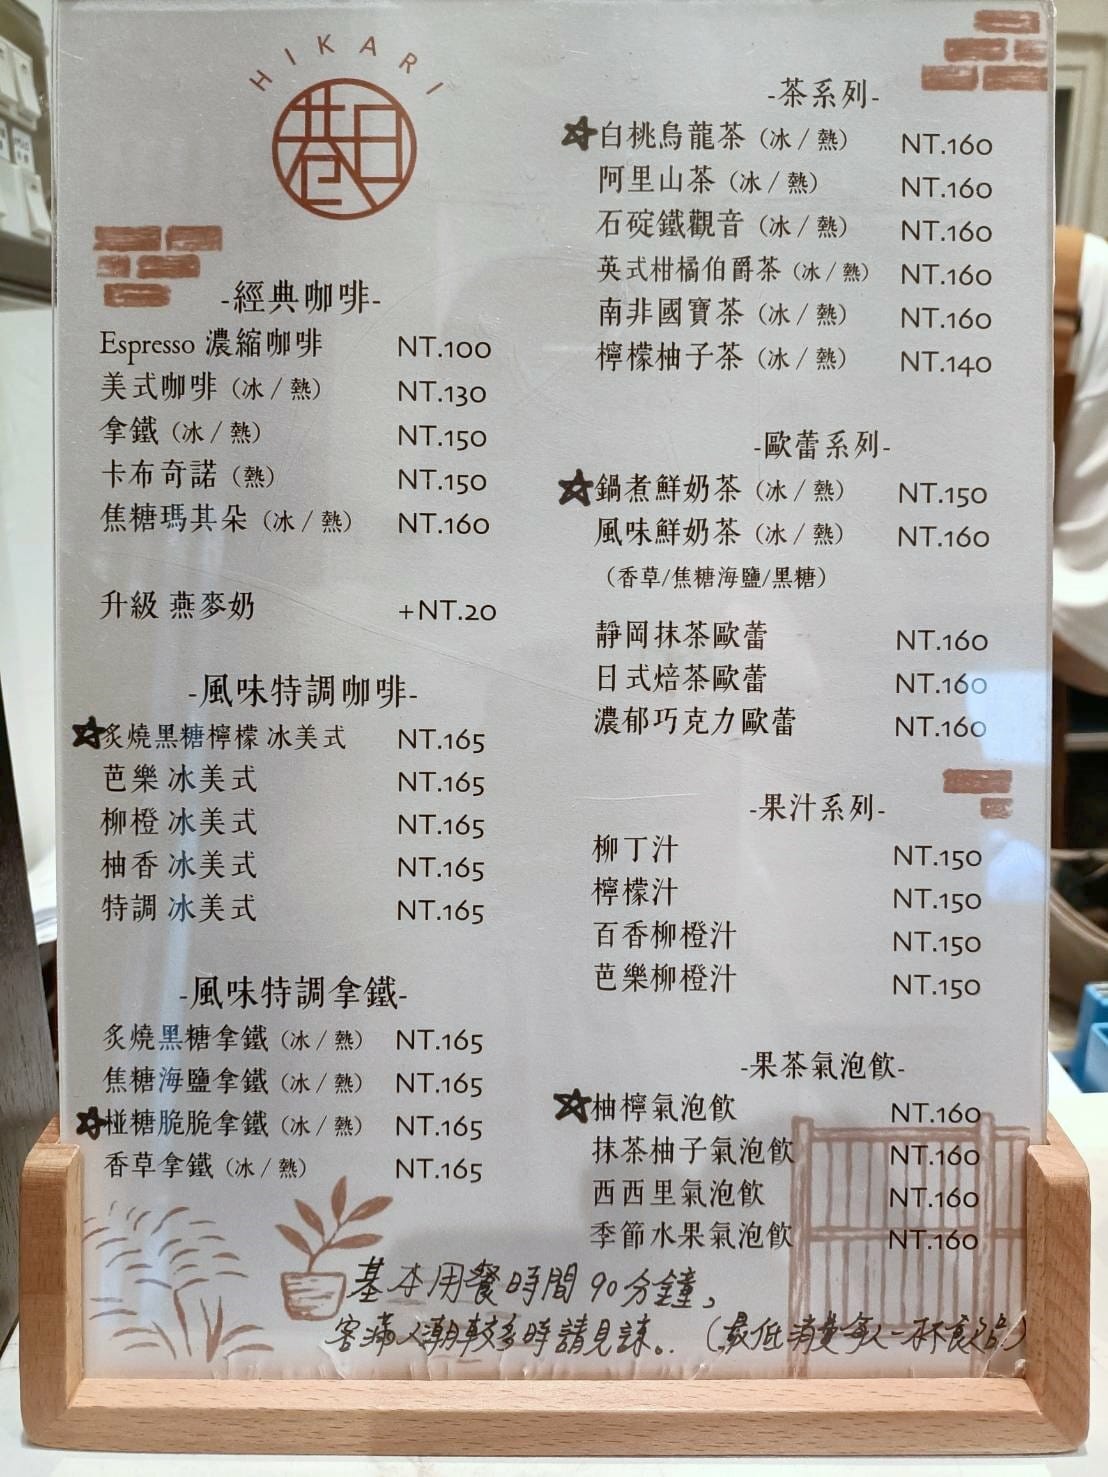 HIKARI
巷日
-經典咖啡-
Espresso 濃縮咖啡 NT.100
美式咖啡（冰／熱） NT.130
拿鐵（冰／熱） NT.150
卡布奇諾（熱） NT.150
焦糖瑪其朵（冰／熱） NT.160
升級 燕麥奶 +NT.20
-風味特調咖啡-
☆炙燒黑糖檸檬 冰美式 NT.165
芭樂 冰美式 NT.165
柳橙 冰美式 NT.165
柚香 冰美式 NT.165
特調 冰美式 NT.165
-風味特調拿鐵-
炙燒黑糖拿鐵（冰／熱） NT.165
焦糖海鹽拿鐵（冰／熱） NT.165
☆椪糖脆脆拿鐵（冰／熱） NT.165
香草拿鐵（冰／熱） NT.165
-茶系列-
☆白桃烏龍茶（冰／熱） NT.160
阿里山茶（冰／熱） NT.160
石碇鐵觀音（冰／熱） NT.160
英式柑橘伯爵茶（冰／熱） NT.160
南非國寶茶（冰／熱） NT.160
檸檬柚子茶（冰／熱） NT.140
-歐蕾系列-
☆鍋煮鮮奶茶（冰／熱） NT.150
風味鮮奶茶（冰／熱） NT.160
（香草/焦糖海鹽/黑糖）
靜岡抹茶歐蕾 NT.160
日式焙茶歐蕾 NT.160
濃郁巧克力歐蕾 NT.160
-果汁系列-
柳丁汁 NT.150
檸檬汁 NT.150
百香柳橙汁 NT.150
芭樂柳橙汁 NT.150
-果茶氣泡飲-
☆柚檸氣泡飲 NT.160
抹茶柚子氣泡飲 NT.160
西西里氣泡飲 NT.160
季節水果氣泡飲 NT.160
基本用餐時間90分鐘，
客滿人潮較多時請見諒。.（最低消費每人一杯飲品）